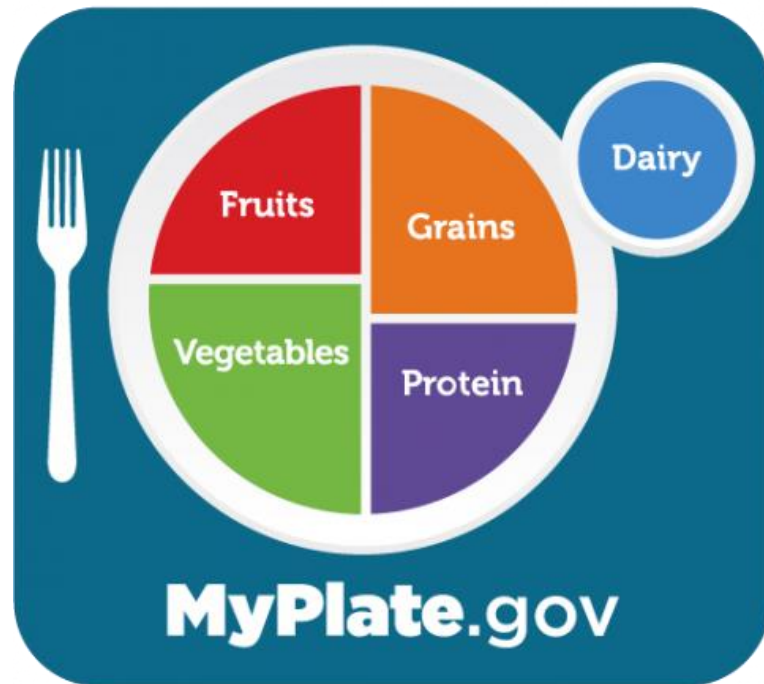 Dairy
Fruits
Grains
Vegetables
Protein
MyPlate.gov